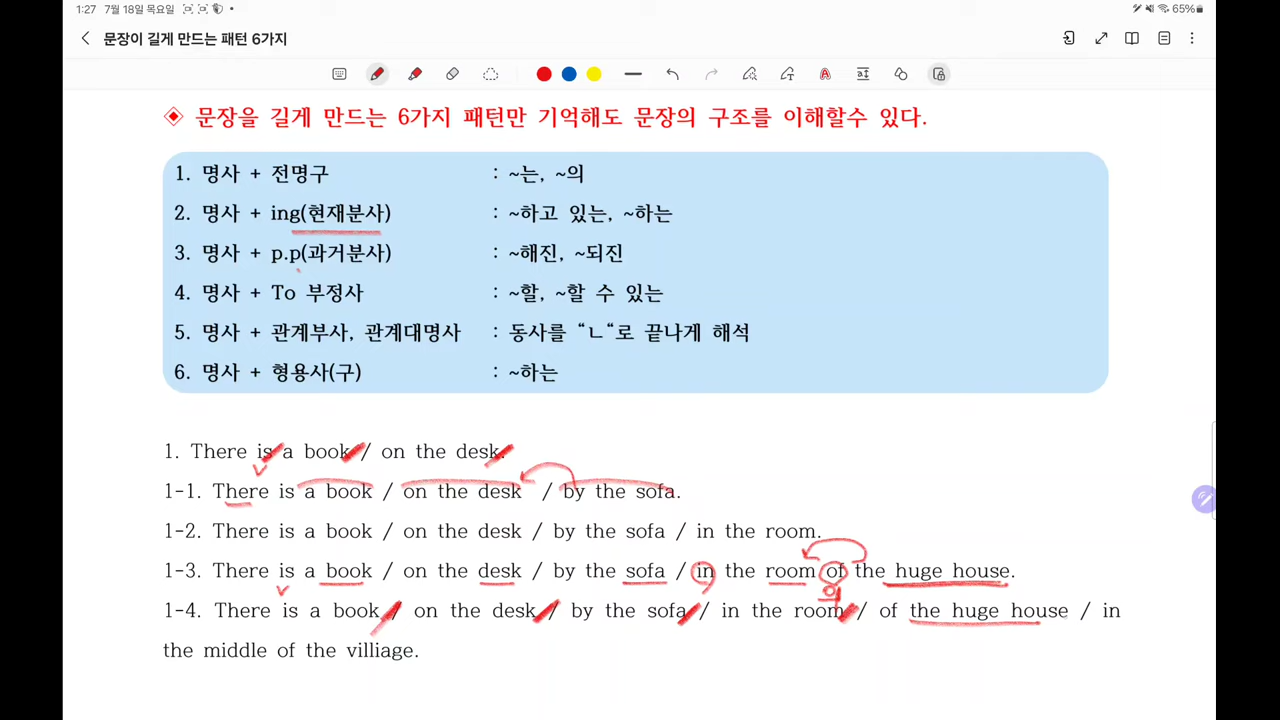 1:27 7월 18일 목요일 65%
문장이 길게 만드는 패턴 6가지
◈ 문장을 길게 만드는 6가지 패턴만 기억해도 문장의 구조를 이해할수 있다.
1. 명사 + 전명구 : ~는, ~의
2. 명사 + ing(현재분사) : ~하고 있는, ~하는
3. 명사 + p.p(과거분사) : ~해진, ~되진
4. 명사 + To 부정사 : ~할, ~할 수 있는
5. 명사 + 관계부사, 관계대명사 : 동사를 “ㄴ“로 끝나게 해석
6. 명사 + 형용사(구) : ~하는
1. There is a book / on the desk.
1-1. There is a book / on the desk / by the sofa.
1-2. There is a book / on the desk / by the sofa / in the room.
1-3. There is a book / on the desk / by the sofa / in the room of the huge house.
의
1-4. There is a book / on the desk / by the sofa / in the room / of the huge house / in
the middle of the villiage.